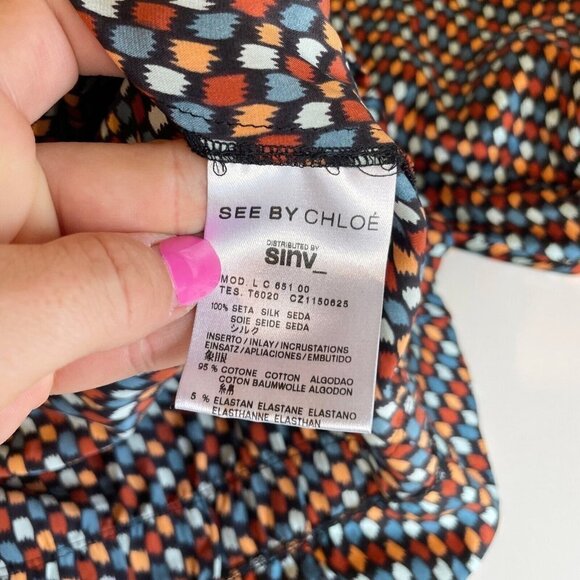 SEE BY CHLOÉ
DISTRIBUTED BY
sinv_
MOD. L C 651 00
TES. T6020 CZ1150625
100% SETA SILK SEDA
SOIE SEIDE SEDA
シルク
INSERTO / INLAY / INCRUSTATIONS
EINSATZ / APLIACIONES / EMBUTIDO
95 % COTONE COTTON ALGODAO
COTON BAUMWOLLE ALGODON
5 % ELASTAN ELASTANE ELASTANO
ELASTHANNE ELASTHAN